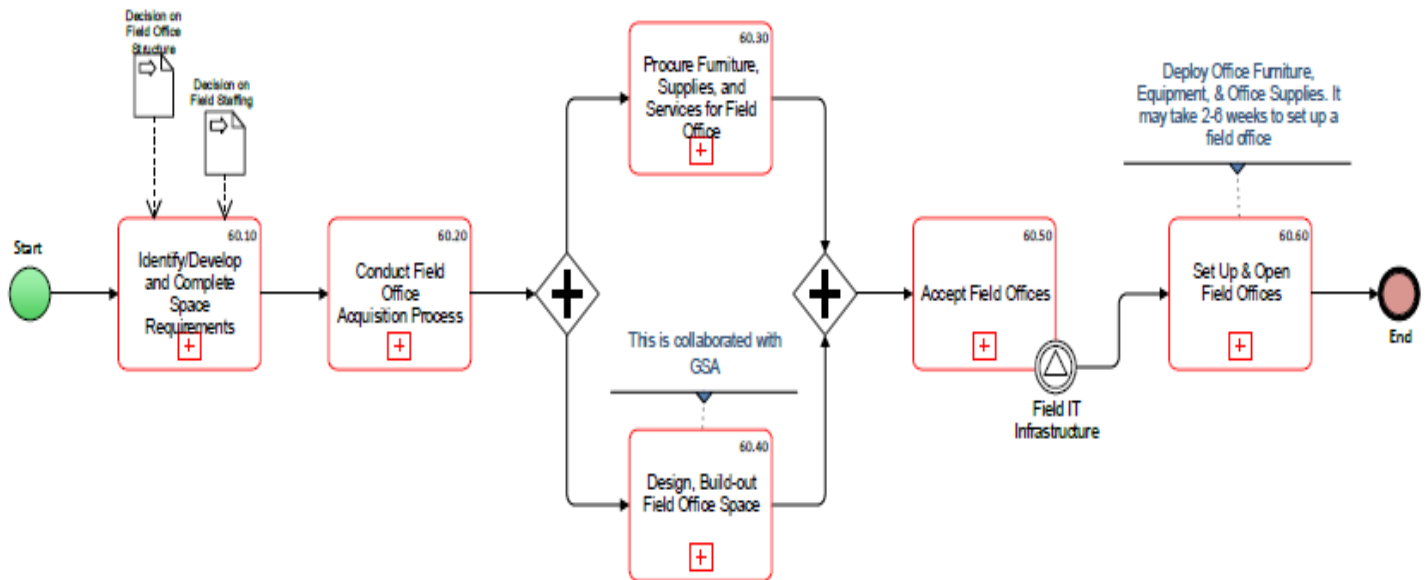 Decision on
Field Office
Structure
Decision on
Field Staffing
Start
60.10
Identify/Develop
and Complete
Space
Requirements
60.20
Conduct Field
Office
Acquisition Process
60.30
Procure Furniture,
Supplies, and
Services for Field
Office
This is collaborated with
GSA
60.40
Design, Build-out
Field Office Space
60.50
Accept Field Offices
Field IT
Infrastructure
Deploy Office Furniture,
Equipment, & Office Supplies. It
may take 2-6 weeks to set up a
field office
60.60
Set Up & Open
Field Offices
End